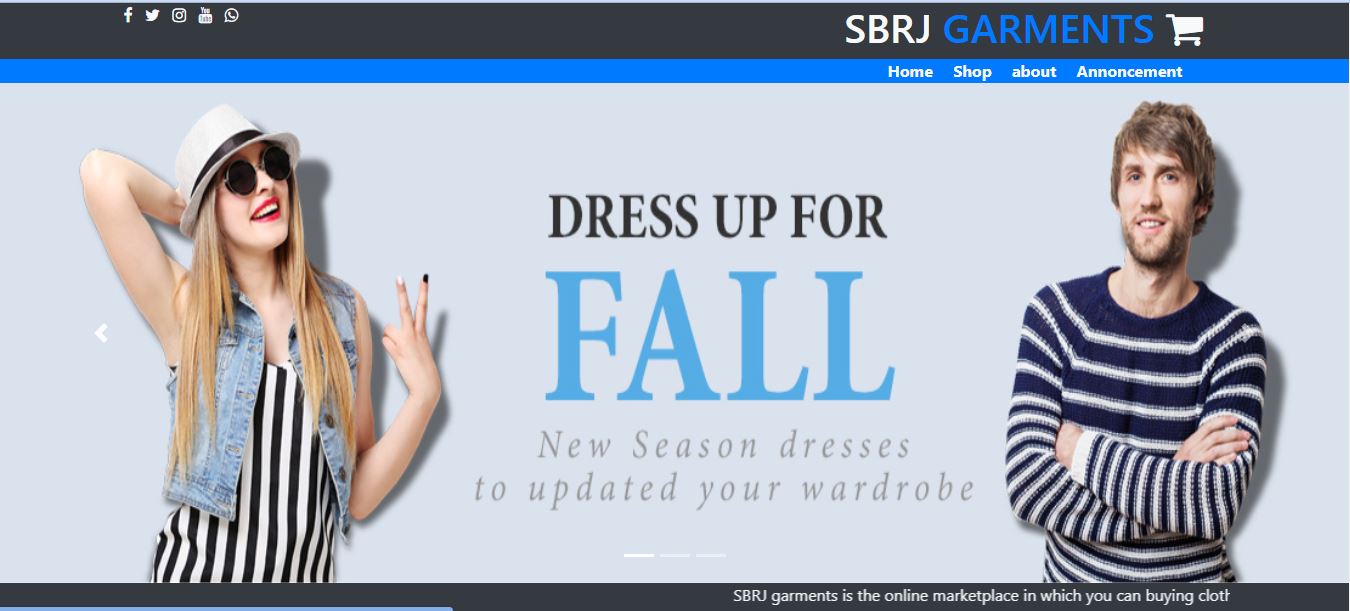 SBRJ GARMENTS
Home Shop about Annoncement
DRESS UP FOR
FALL
New Season dresses
to updated your wardrobe
SBRJ garments is the online marketplace in which you can buying cloth